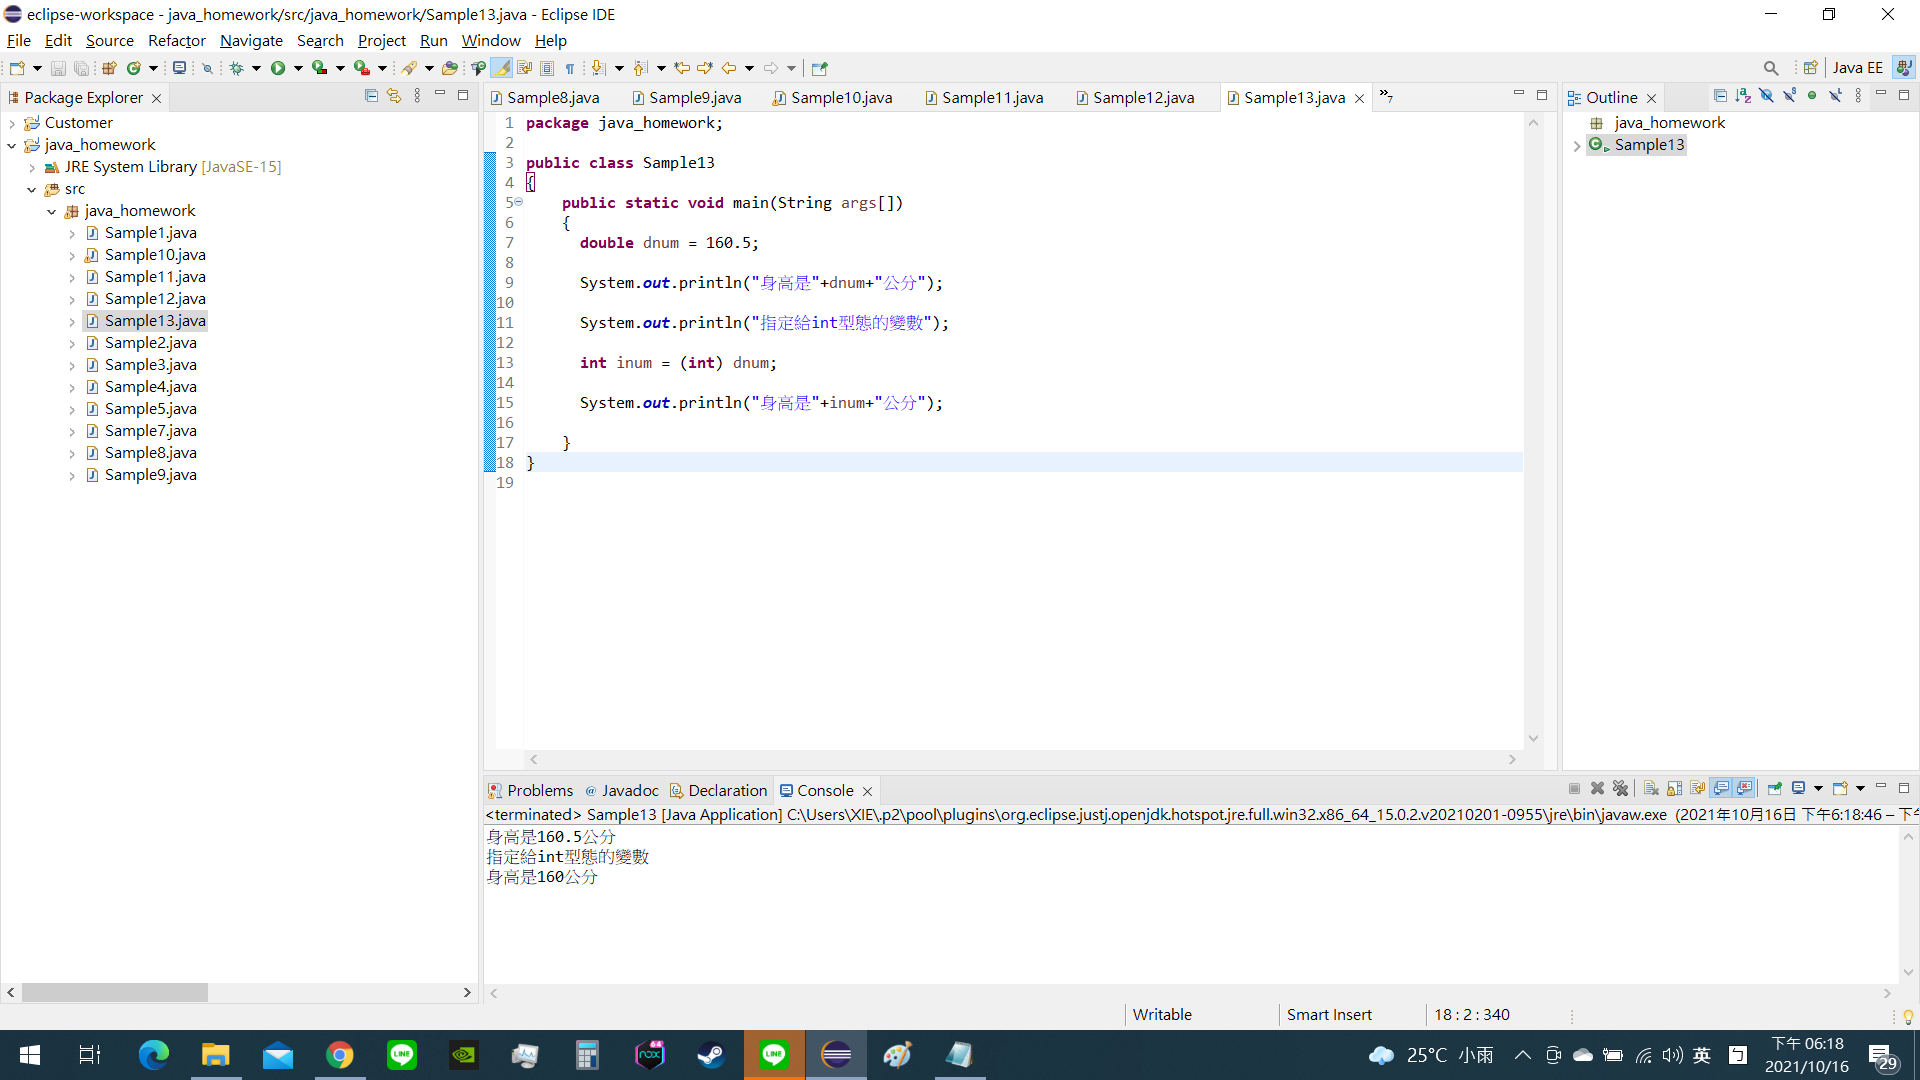 eclipse-workspace - java_homework/src/java_homework/Sample13.java - Eclipse IDE
File Edit Source Refactor Navigate Search Project Run Window Help
Java EE
Package Explorer
Customer
java_homework
JRE System Library [JavaSE-15]
src
java_homework
Sample1.java
Sample10.java
Sample11.java
Sample12.java
Sample13.java
Sample2.java
Sample3.java
Sample4.java
Sample5.java
Sample7.java
Sample8.java
Sample9.java
Sample8.java Sample9.java Sample10.java Sample11.java Sample12.java Sample13.java »7
1 package java_homework;
2
3 public class Sample13
4 {
5 public static void main(String args[])
6 {
7 double dnum = 160.5;
8
9 System.out.println("身高是"+dnum+"公分");
10
11 System.out.println("指定給int型態的變數");
12
13 int inum = (int) dnum;
14
15 System.out.println("身高是"+inum+"公分");
16
17 }
18 }
19
Outline
java_homework
Sample13
Problems @ Javadoc Declaration Console
<terminated> Sample13 [Java Application] C:\Users\XIE\.p2\pool\plugins\org.eclipse.justj.openjdk.hotspot.jre.full.win32.x86_64_15.0.2.v20210201-0955\jre\bin\javaw.exe (2021年10月16日 下午6:18:46 – 下午
身高是160.5公分
指定給int型態的變數
身高是160公分
Writable Smart Insert 18 : 2 : 340
25°C 小雨 英 下午 06:18
2021/10/16
29